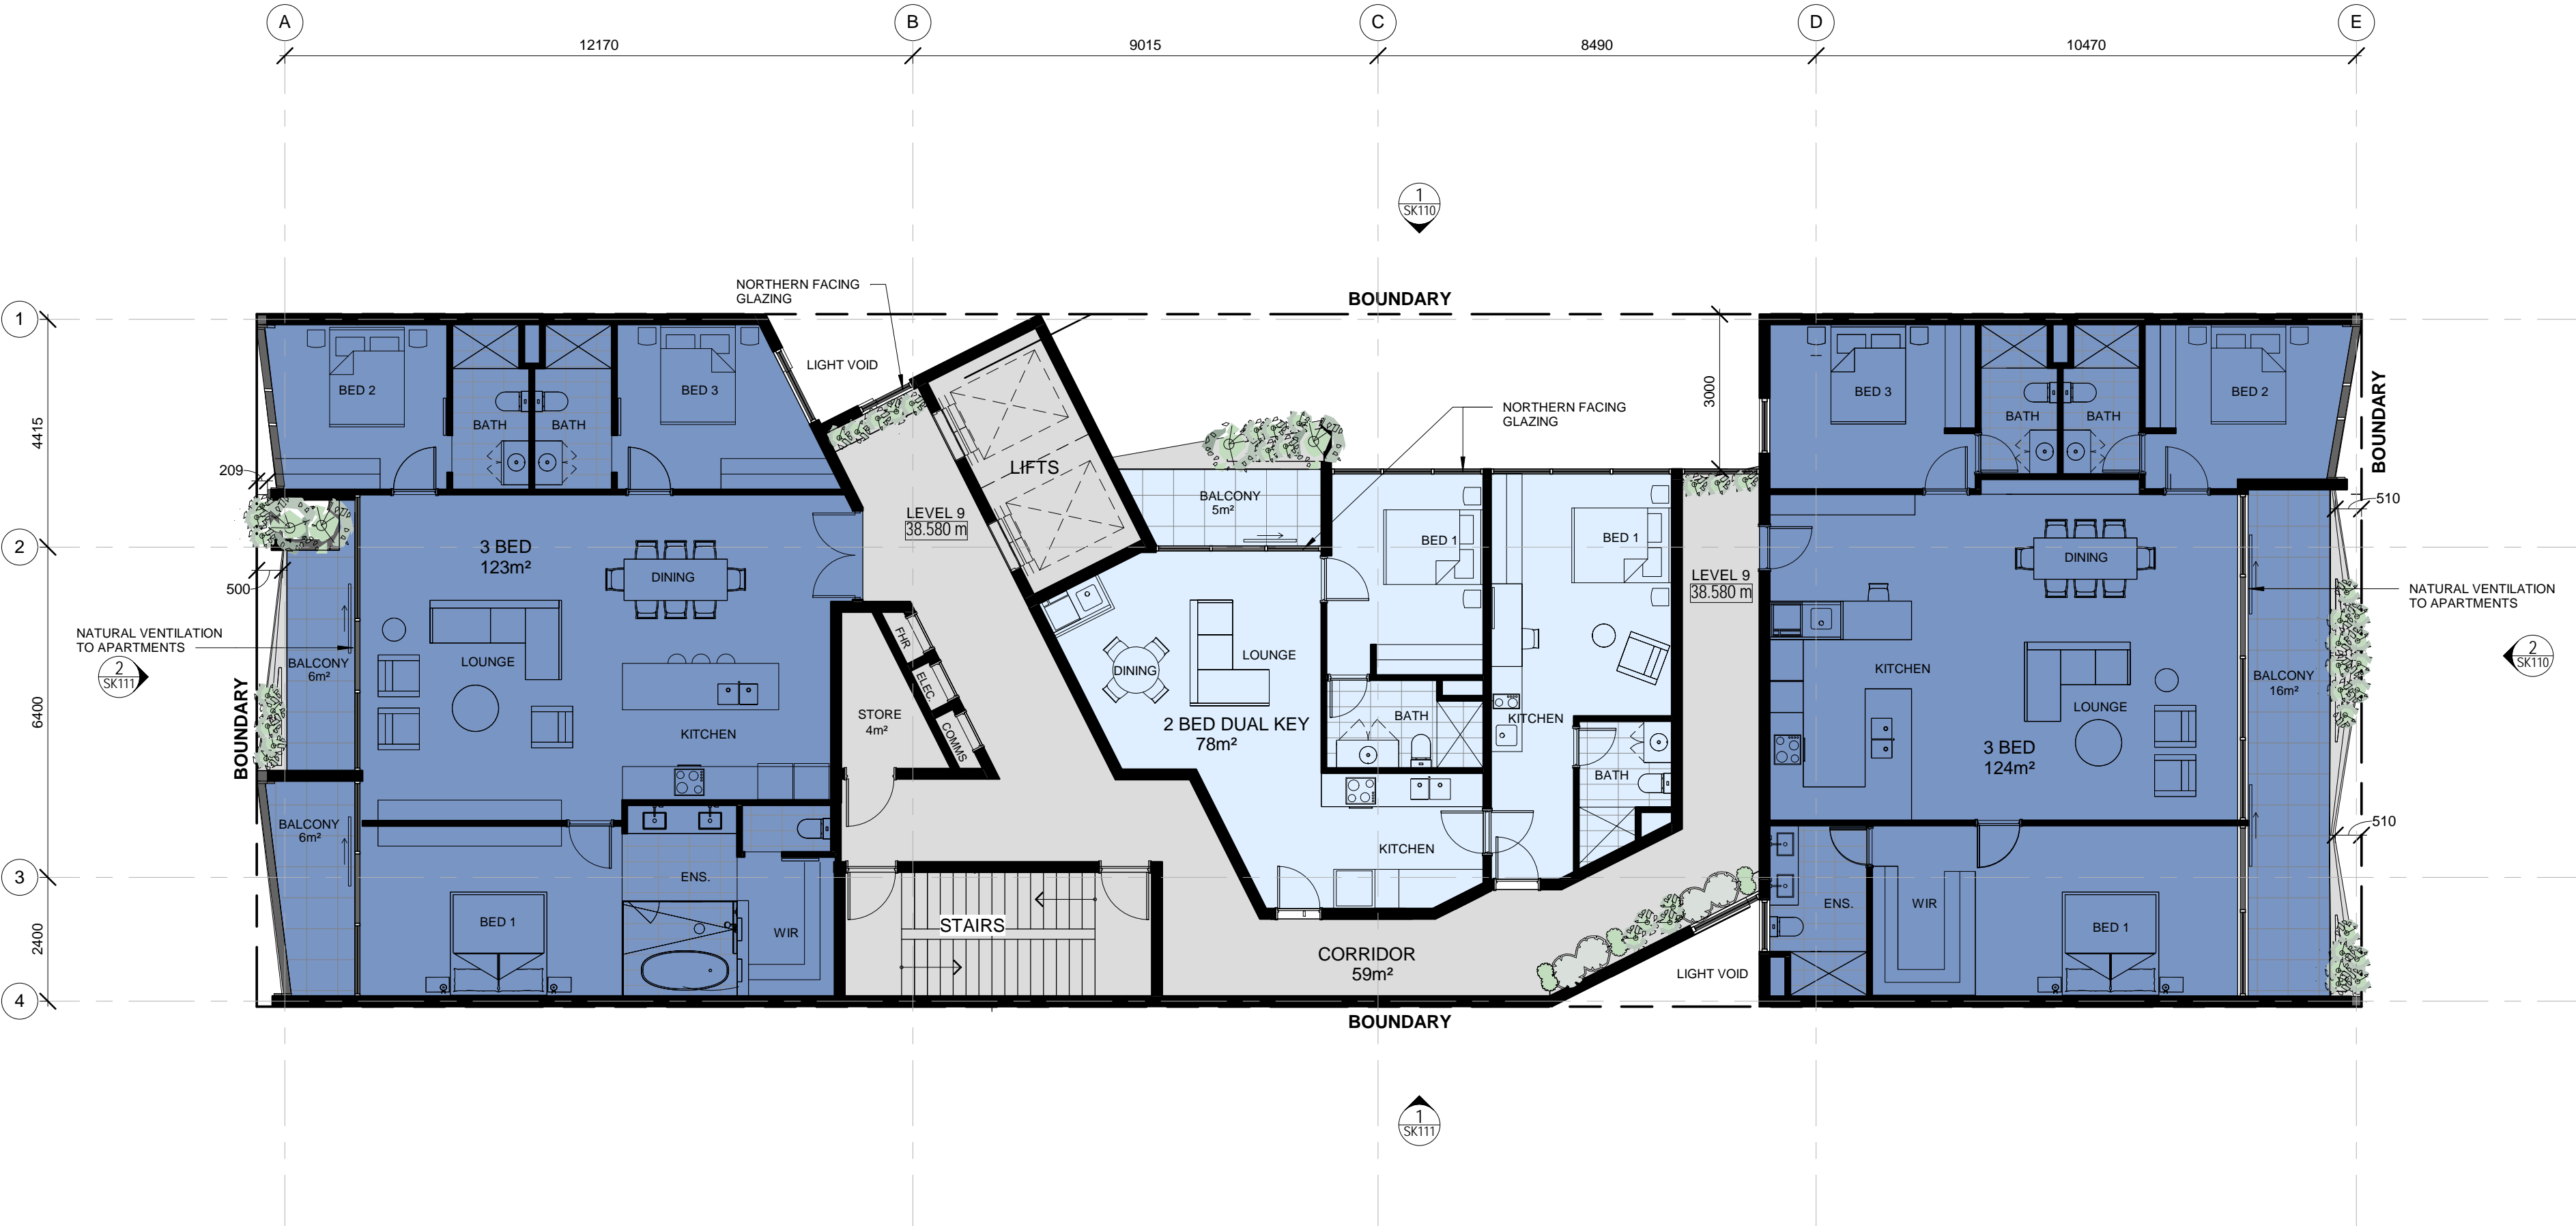 A
B
C
D
E
12170
9015
8490
10470
1
SK110
NORTHERN FACING
GLAZING
BOUNDARY
1
LIGHT VOID
BED 2
BATH
BATH
BED 3
3000
BED 3
BATH
BATH
BED 2
BOUNDARY
4415
NORTHERN FACING
GLAZING
209
LIFTS
BALCONY
5m²
510
LEVEL 9
38.580 m
2
3 BED
123m²
DINING
BED 1
BED 1
DINING
500
LEVEL 9
38.580 m
NATURAL VENTILATION
TO APARTMENTS
NATURAL VENTILATION
TO APARTMENTS
2
SK111
BALCONY
6m²
LOUNGE
FHR
ELEC.
COMMS
DINING
LOUNGE
KITCHEN
BALCONY
16m²
2
SK110
BOUNDARY
6400
STORE
4m²
KITCHEN
2 BED DUAL KEY
78m²
BATH
KITCHEN
LOUNGE
3 BED
124m²
BATH
BALCONY
6m²
510
KITCHEN
3
ENS.
BED 1
WIR
STAIRS
ENS.
WIR
BED 1
2400
CORRIDOR
59m²
LIGHT VOID
4
BOUNDARY
1
SK111